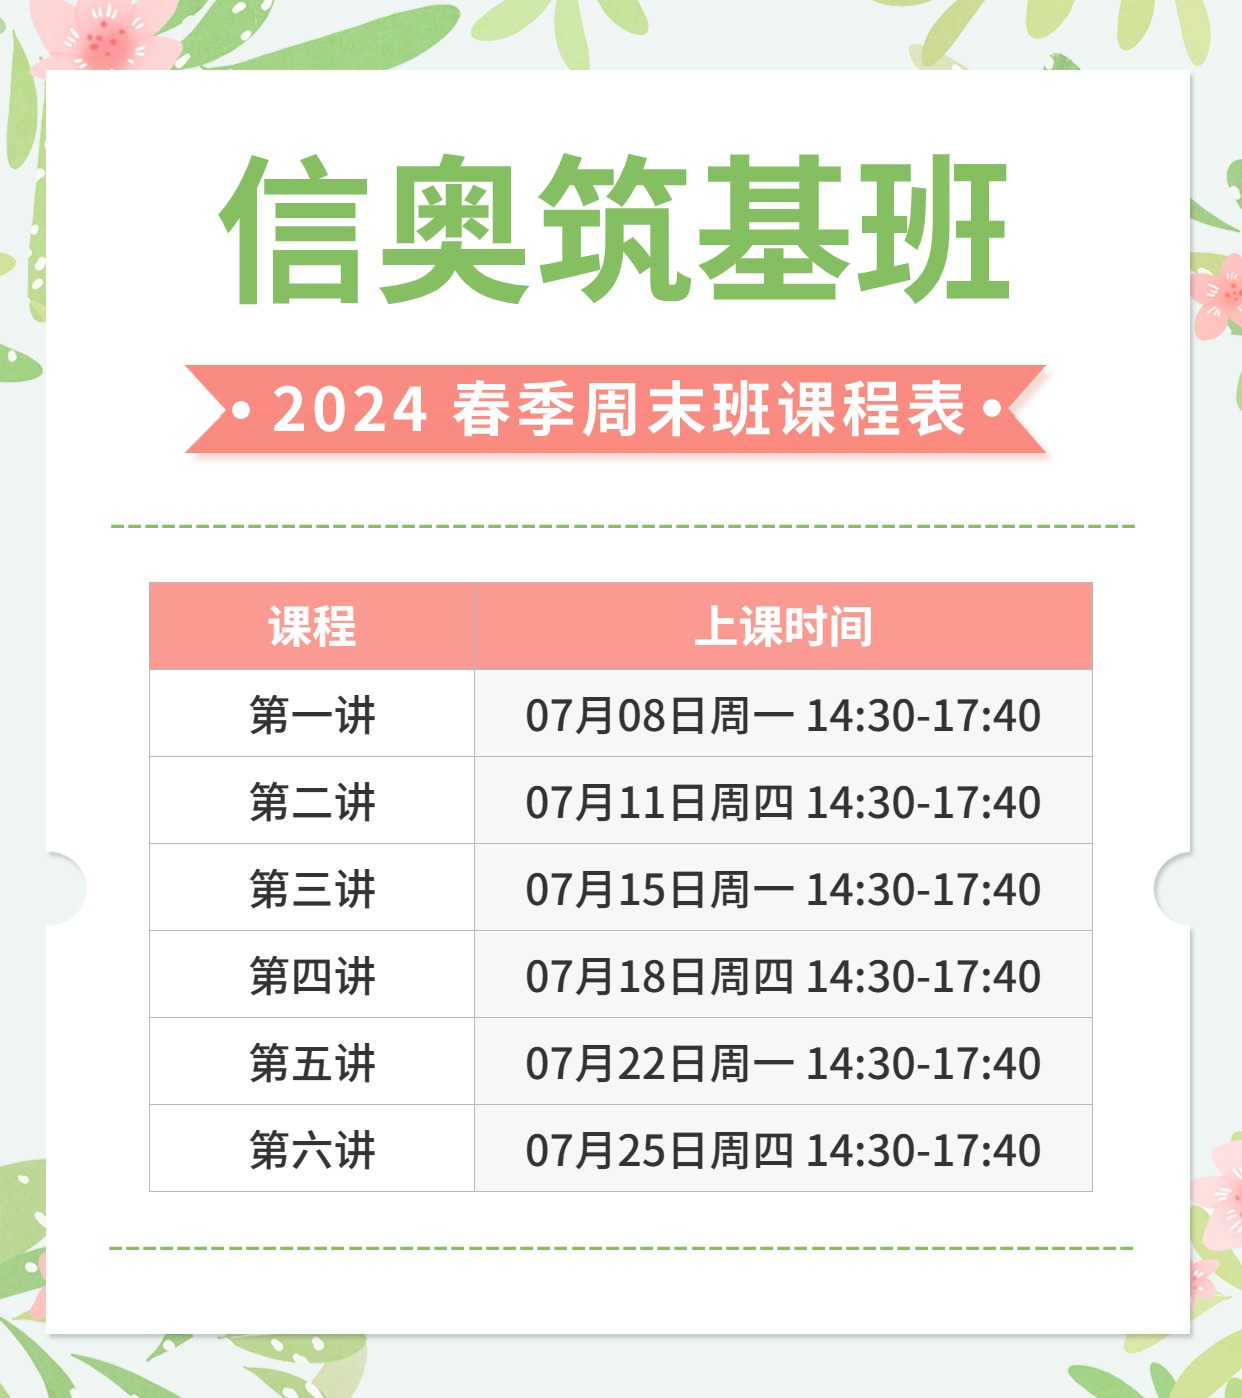 信奥筑基班
•2024 春季周末班课程表•
课程 上课时间
第一讲 07月08日周一 14:30-17:40
第二讲 07月11日周四 14:30-17:40
第三讲 07月15日周一 14:30-17:40
第四讲 07月18日周四 14:30-17:40
第五讲 07月22日周一 14:30-17:40
第六讲 07月25日周四 14:30-17:40